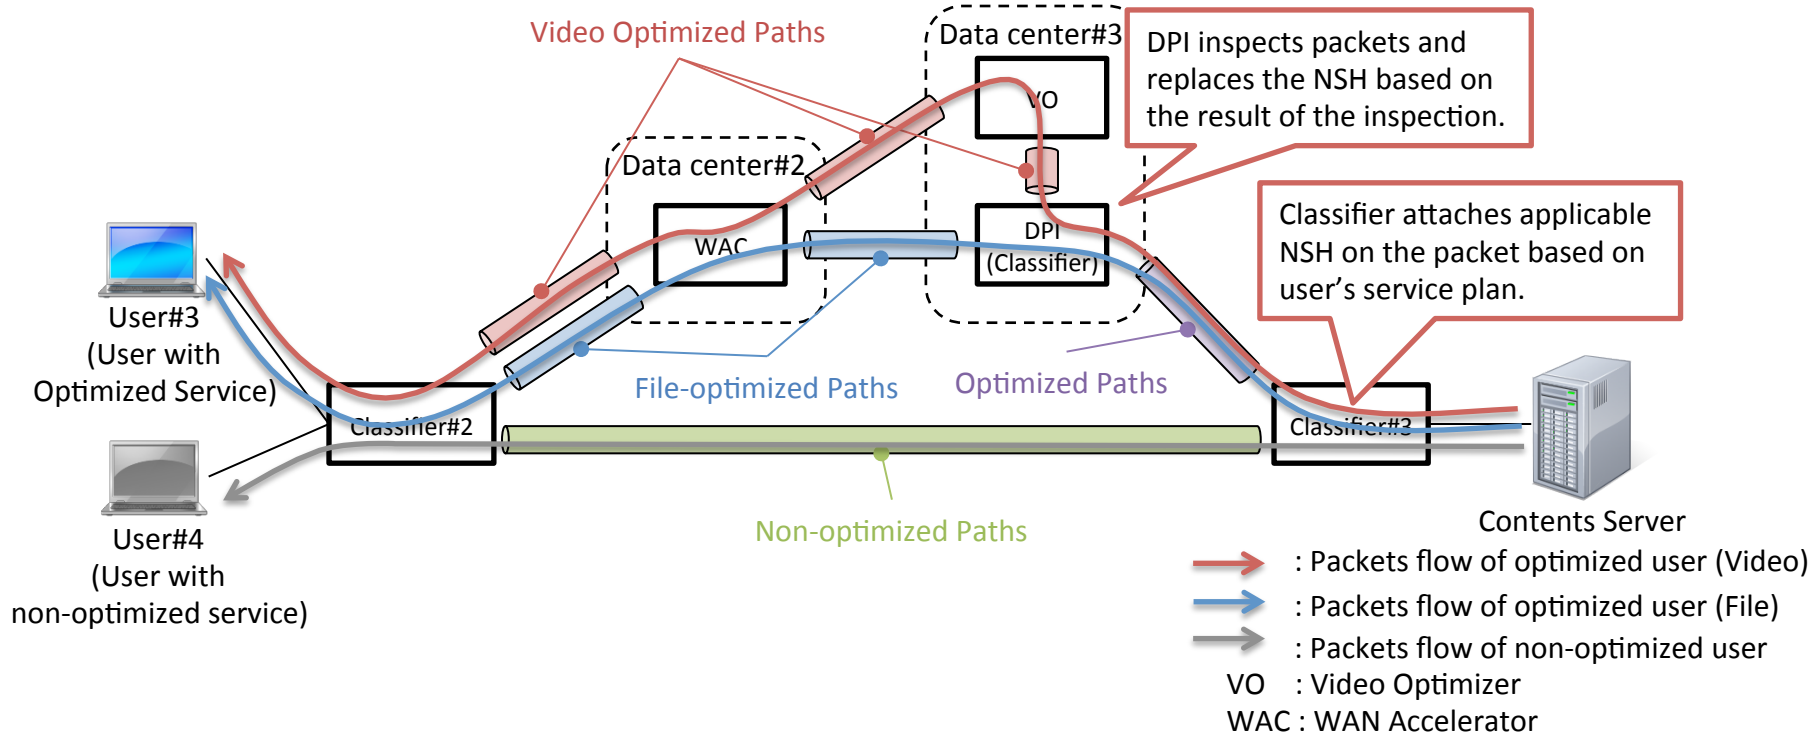 Video Optimized Paths
Data center#3
DPI inspects packets and
replaces the NSH based on
the result of the inspection.
VO
Data center#2
Classifier attaches applicable
NSH on the packet based on
user's service plan.
WAC
DPI
(Classifier)
User#3
(User with
Optimized Service)
File-optimized Paths
Optimized Paths
Classifier#2
Classifier#3
User#4
(User with
non-optimized service)
Non-optimized Paths
Contents Server
: Packets flow of optimized user (Video)
: Packets flow of optimized user (File)
: Packets flow of non-optimized user
VO : Video Optimizer
WAC : WAN Accelerator